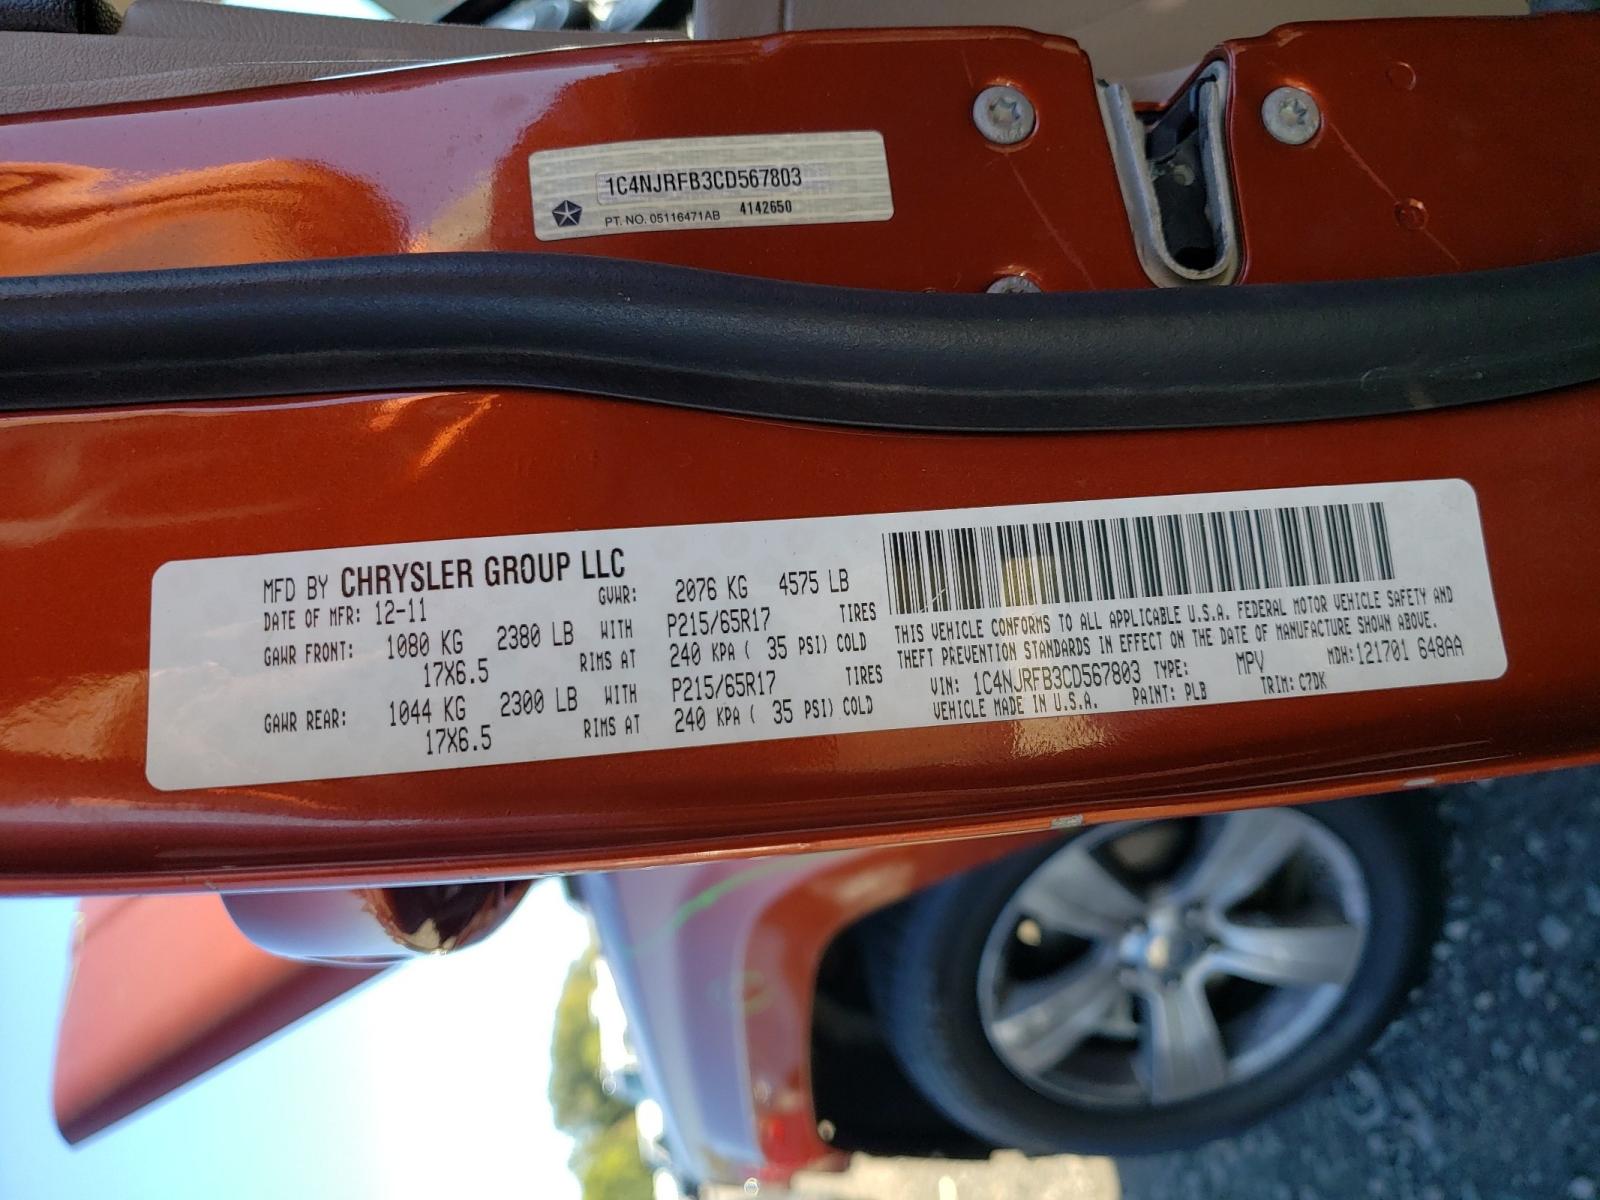 1C4NJRFB3CD567803
PT. NO. 05116471AB 4142650
MFD BY CHRYSLER GROUP LLC
DATE OF MFR: 12-11 GVWR: 2076 KG 4575 LB
GAWR FRONT: 1080 KG 2380 LB WITH P215/65R17 TIRES
17X6.5 RIMS AT 240 KPA ( 35 PSI) COLD
GAWR REAR: 1044 KG 2300 LB WITH P215/65R17 TIRES
17X6.5 RIMS AT 240 KPA ( 35 PSI) COLD
THIS VEHICLE CONFORMS TO ALL APPLICABLE U.S.A. FEDERAL MOTOR VEHICLE SAFETY AND
THEFT PREVENTION STANDARDS IN EFFECT ON THE DATE OF MANUFACTURE SHOWN ABOVE.
VIN: 1C4NJRFB3CD567803 TYPE: MPV MDH:121701 648AA
VEHICLE MADE IN U.S.A. PAINT: PLB TRIM: C7DK